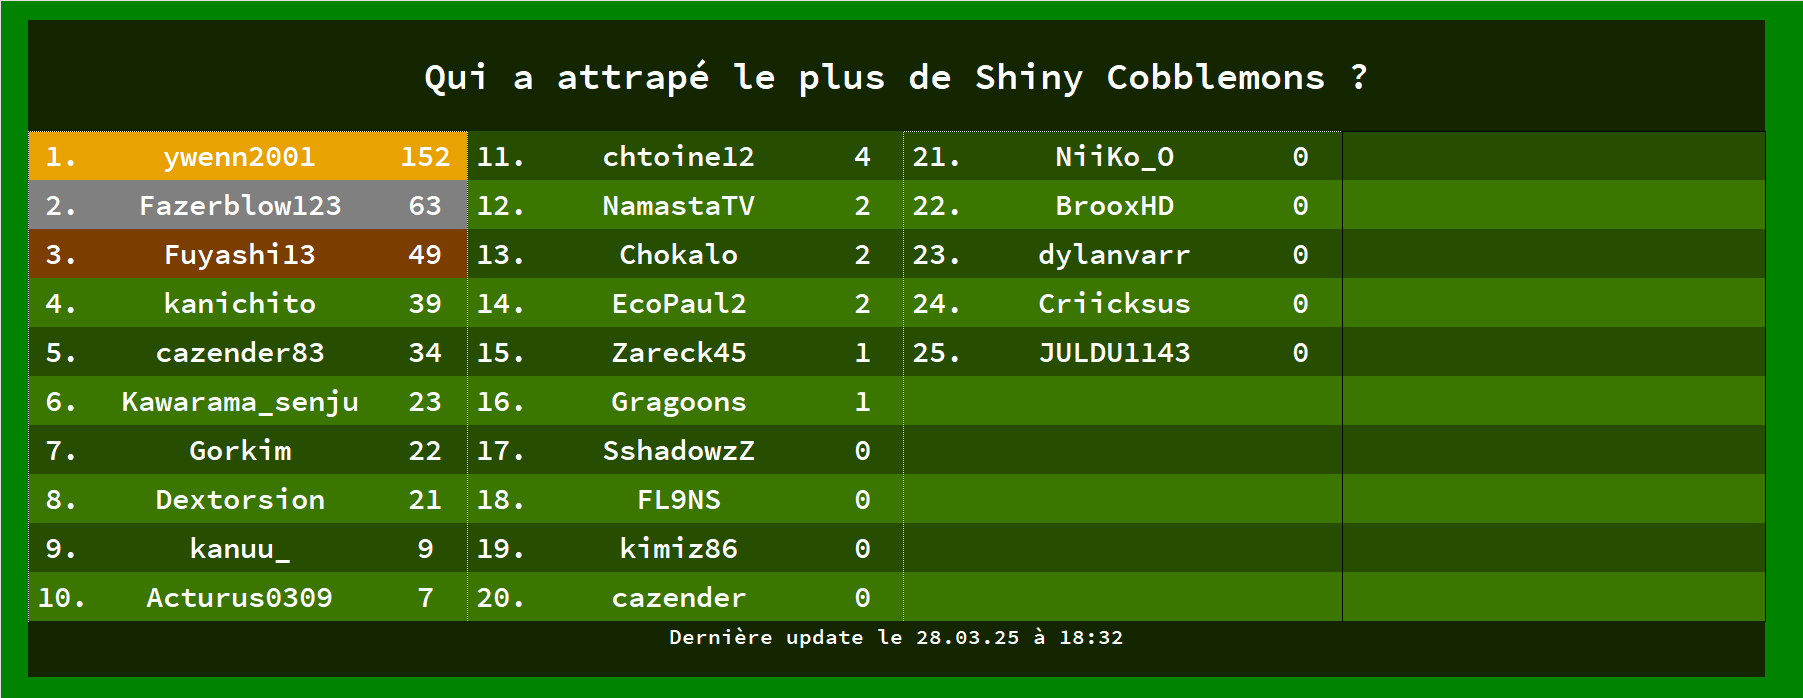 Qui a attrapé le plus de Shiny Cobblemons ?
1. ywenn2001 152
2. Fazerblow123 63
3. Fuyashi13 49
4. kanichito 39
5. cazender83 34
6. Kawarama_senju 23
7. Gorkim 22
8. Dextorsion 21
9. kanuu_ 9
10. Acturus0309 7
11. chtoine12 4
12. NamastaTV 2
13. Chokalo 2
14. EcoPaul2 2
15. Zareck45 1
16. Gragoons 1
17. SshadowzZ 0
18. FL9NS 0
19. kimiz86 0
20. cazender 0
21. NiiKo_O 0
22. BrooxHD 0
23. dylanvarr 0
24. Criicksus 0
25. JULDU1143 0
Dernière update le 28.03.25 à 18:32